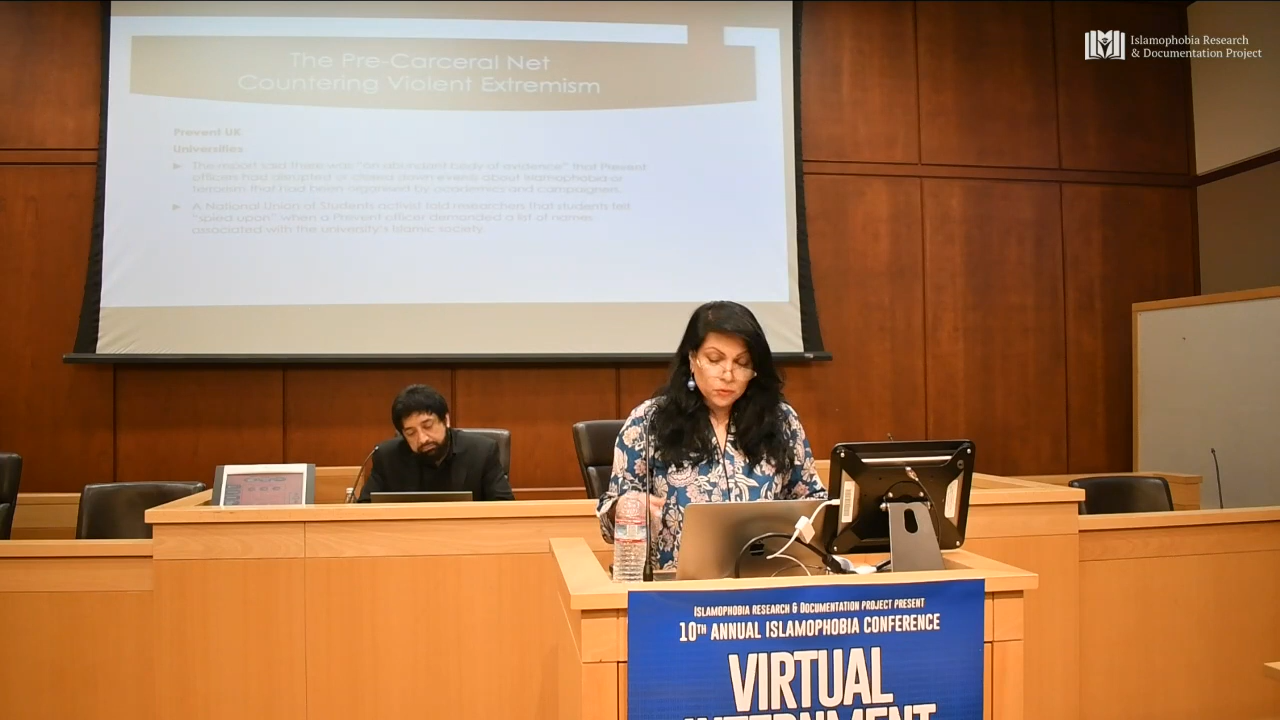 Islamophobia Research
& Documentation Project
The Pre-Carceral Net
Countering Violent Extremism
Prevent UK
Universities
The report said there was "an abundant body of evidence" that Prevent
officers had disrupted or closed down events about Islamophobia or
terrorism that had been organised by academics and campaigners.
A National Union of Students activist told researchers that students felt
"spied upon" when a Prevent officer demanded a list of names
associated with the university's Islamic society.
ISLAMOPHOBIA RESEARCH & DOCUMENTATION PROJECT PRESENT
10TH ANNUAL ISLAMOPHOBIA CONFERENCE
VIRTUAL
INTERNMENT